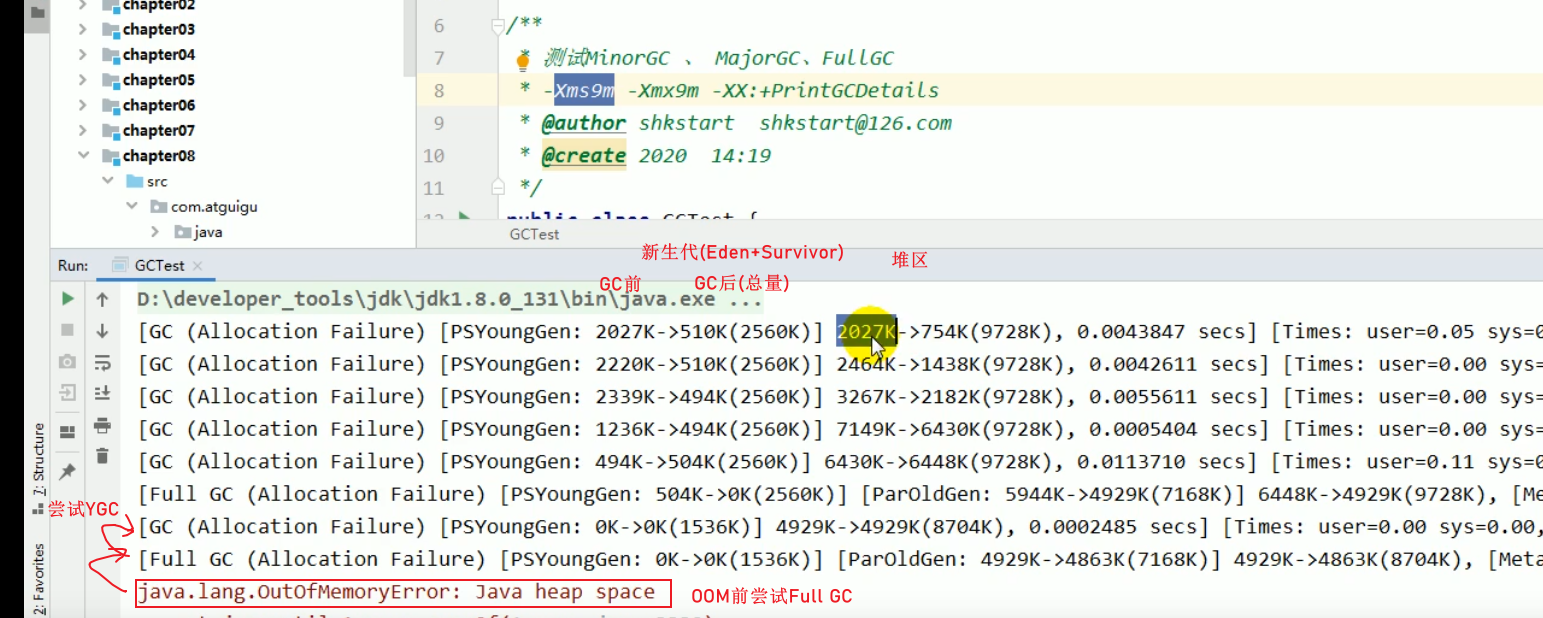 chapter02
chapter03
chapter04
chapter05
chapter06
chapter07
chapter08
src
com.atguigu
java
6 /**
7 * 测试MinorGC 、 MajorGC、FullGC
8 * -Xms9m -Xmx9m -XX:+PrintGCDetails
9 * @author shkstart shkstart@126.com
10 * @create 2020 14:19
11 */
12 public class GCTest {
GCTest
新生代(Eden+Survivor)
堆区
Run: GCTest
GC前
GC后(总量)
D:\developer_tools\jdk\jdk1.8.0_131\bin\java.exe ...
[GC (Allocation Failure) [PSYoungGen: 2027K->510K(2560K)] 2027K->754K(9728K), 0.0043847 secs] [Times: user=0.05 sys=0
[GC (Allocation Failure) [PSYoungGen: 2220K->510K(2560K)] 2464K->1438K(9728K), 0.0042611 secs] [Times: user=0.00 sys=
[GC (Allocation Failure) [PSYoungGen: 2339K->494K(2560K)] 3267K->2182K(9728K), 0.0055611 secs] [Times: user=0.00 sys=
[GC (Allocation Failure) [PSYoungGen: 1236K->494K(2560K)] 7149K->6430K(9728K), 0.0005404 secs] [Times: user=0.00 sys=
[GC (Allocation Failure) [PSYoungGen: 494K->504K(2560K)] 6430K->6448K(9728K), 0.0113710 secs] [Times: user=0.11 sys=0
[Full GC (Allocation Failure) [PSYoungGen: 504K->0K(2560K)] [ParOldGen: 5944K->4929K(7168K)] 6448K->4929K(9728K), [Me
尝试YGC
[GC (Allocation Failure) [PSYoungGen: 0K->0K(1536K)] 4929K->4929K(8704K), 0.0002485 secs] [Times: user=0.00 sys=0.00,
[Full GC (Allocation Failure) [PSYoungGen: 0K->0K(1536K)] [ParOldGen: 4929K->4863K(7168K)] 4929K->4863K(8704K), [Meta
java.lang.OutOfMemoryError: Java heap space
OOM前尝试Full GC
7: Structure
2: Favorites